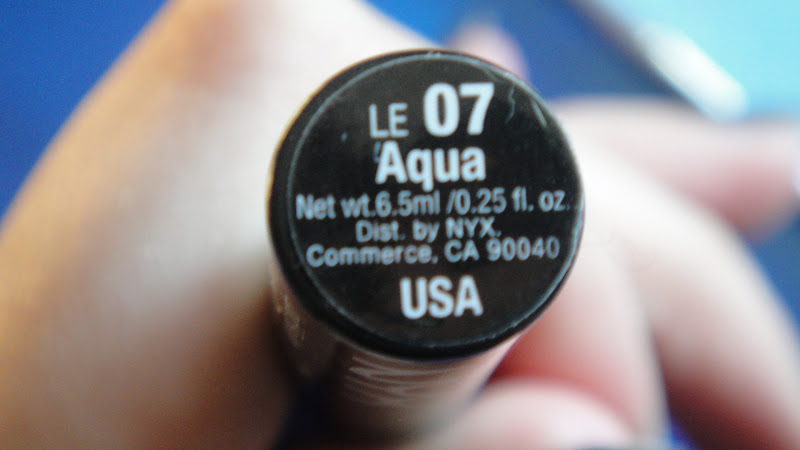 LE 07
Aqua
Net wt.6.5ml /0.25 fl. oz.
Dist. by NYX.
Commerce, CA 90040
USA